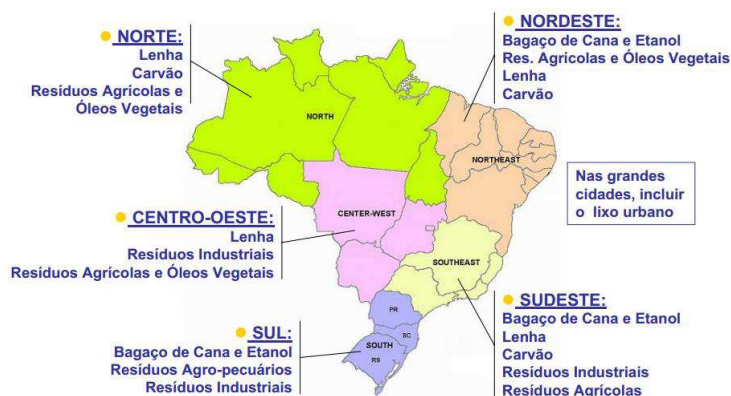 NORTE:
Lenha
Carvão
Resíduos Agrícolas e
Óleos Vegetais
NORDESTE:
Bagaço de Cana e Etanol
Res. Agrícolas e Óleos Vegetais
Lenha
Carvão
NORTH
NORTHEAST
Nas grandes
cidades, incluir
o lixo urbano
CENTRO-OESTE:
Lenha
Resíduos Industriais
Resíduos Agrícolas e Óleos Vegetais
CENTER-WEST
SOUTHEAST
SUDESTE:
Bagaço de Cana e Etanol
Lenha
Carvão
Resíduos Industriais
Resíduos Agrícolas
SUL:
Bagaço de Cana e Etanol
Resíduos Agro-pecuários
Resíduos Industriais
PR
SC
SOUTH
RS